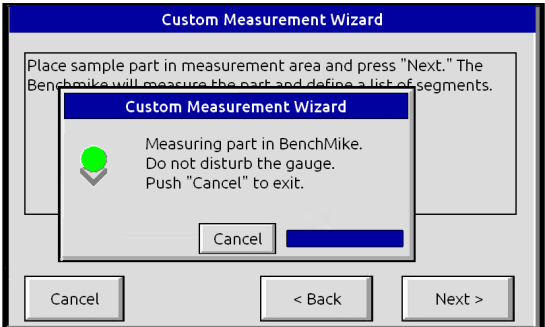 Custom Measurement Wizard
Place sample part in measurement area and press "Next." The
Benchmike will measure the part and define a list of segments.
Custom Measurement Wizard
Measuring part in BenchMike.
Do not disturb the gauge.
Push "Cancel" to exit.
Cancel
Cancel
< Back
Next >